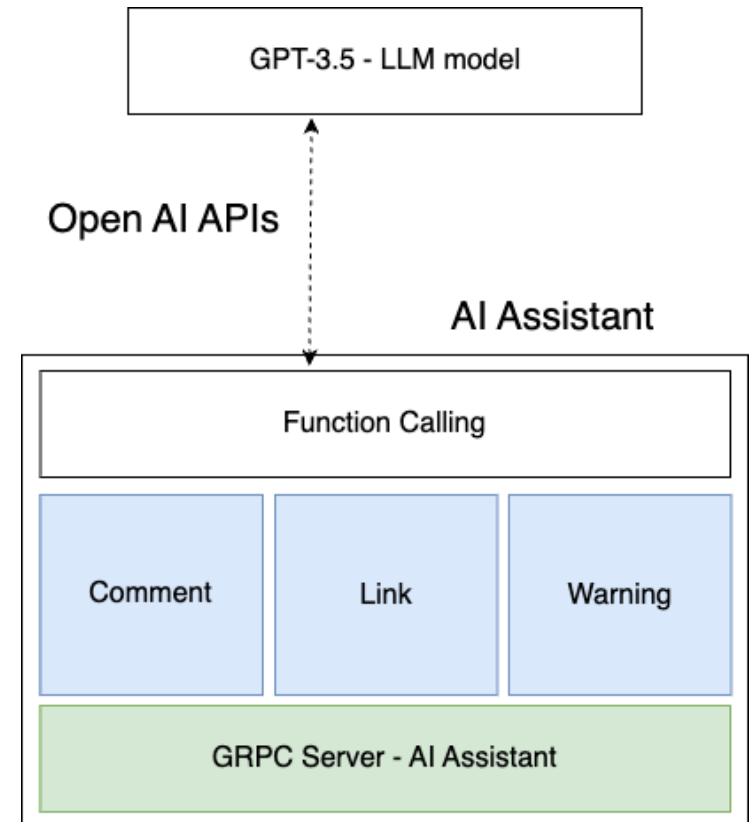 GPT-3.5 - LLM model
Open AI APIs
AI Assistant
Function Calling
Comment
Link
Warning
GRPC Server - AI Assistant